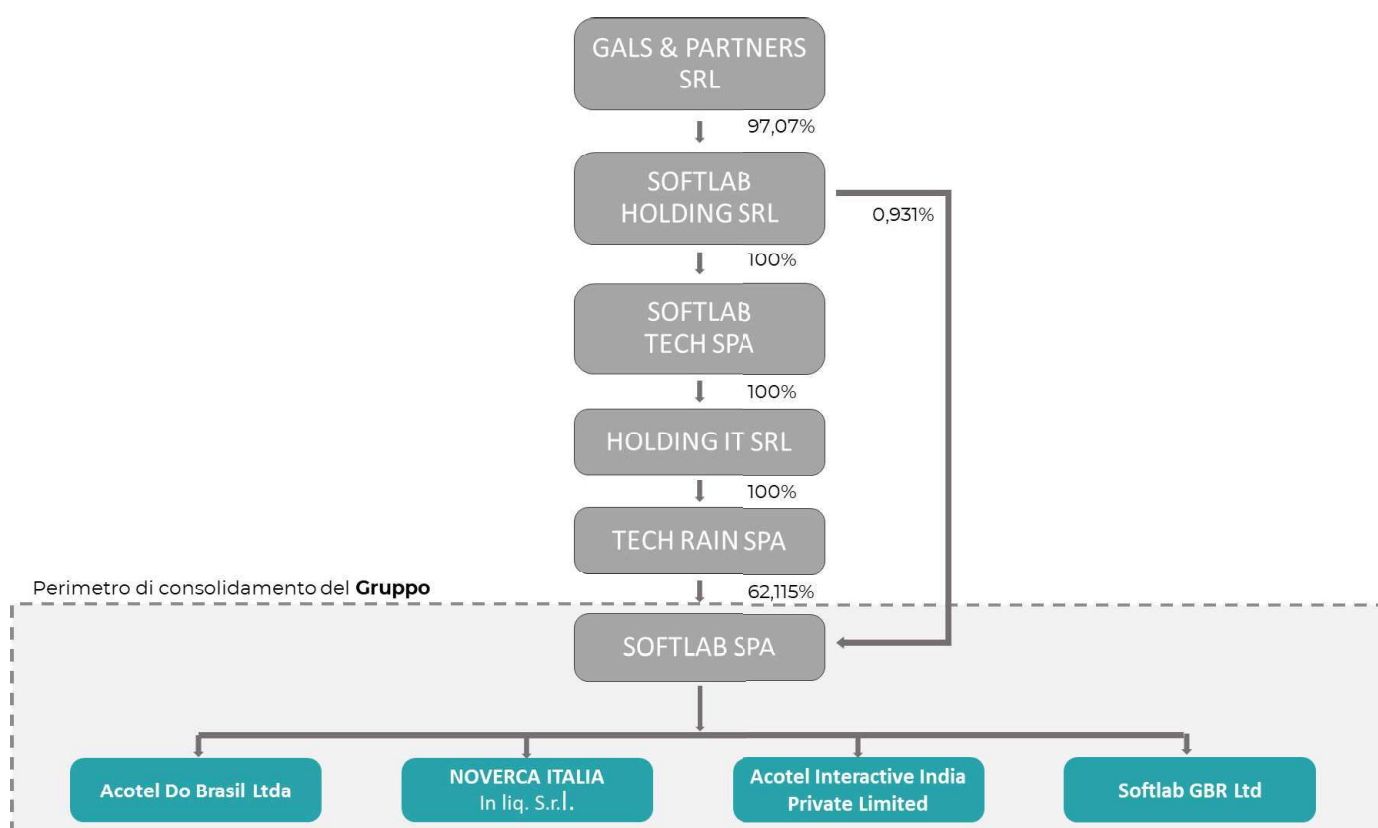 GALS & PARTNERS
SRL
97,07%
SOFTLAB
HOLDING SRL
0,931%
100%
SOFTLAB
TECH SPA
100%
HOLDING IT SRL
100%
TECH RAIN SPA
Perimetro di consolidamento del Gruppo
62,115%
SOFTLAB SPA
Acotel Do Brasil Ltda
NOVERCA ITALIA
In liq. S.r.l.
Acotel Interactive India
Private Limited
Softlab GBR Ltd